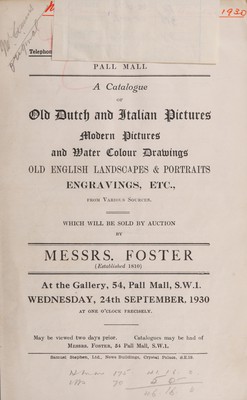 1930
Telephon
PALL MALL
A Catalogue
OF
Old Dutch and Italian Pictures
Modern Pictures
and Water Colour Drawings
OLD ENGLISH LANDSCAPES & PORTRAITS
ENGRAVINGS, ETC.,
FROM VARIOUS SOURCES.
WHICH WILL BE SOLD BY AUCTION
BY
MESSRS. FOSTER
(Established 1810)
At the Gallery, 54, Pall Mall, S.W.1.
WEDNESDAY, 24th SEPTEMBER, 1930
AT ONE O'CLOCK PRECISELY.
May be viewed two days prior. Catalogues may be had of
MESSRS. FOSTER, 54 Pall Mall, S.W.1.
Samuel Stephen, Ltd., News Buildings, Crystal Palace, S.E.19.